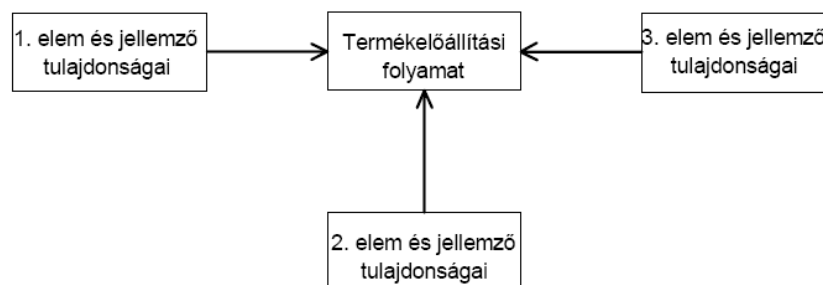 1. elem és jellemző
tulajdonságai
Termékelőállítási
folyamat
3. elem és jellemző
tulajdonságai
2. elem és jellemző
tulajdonságai